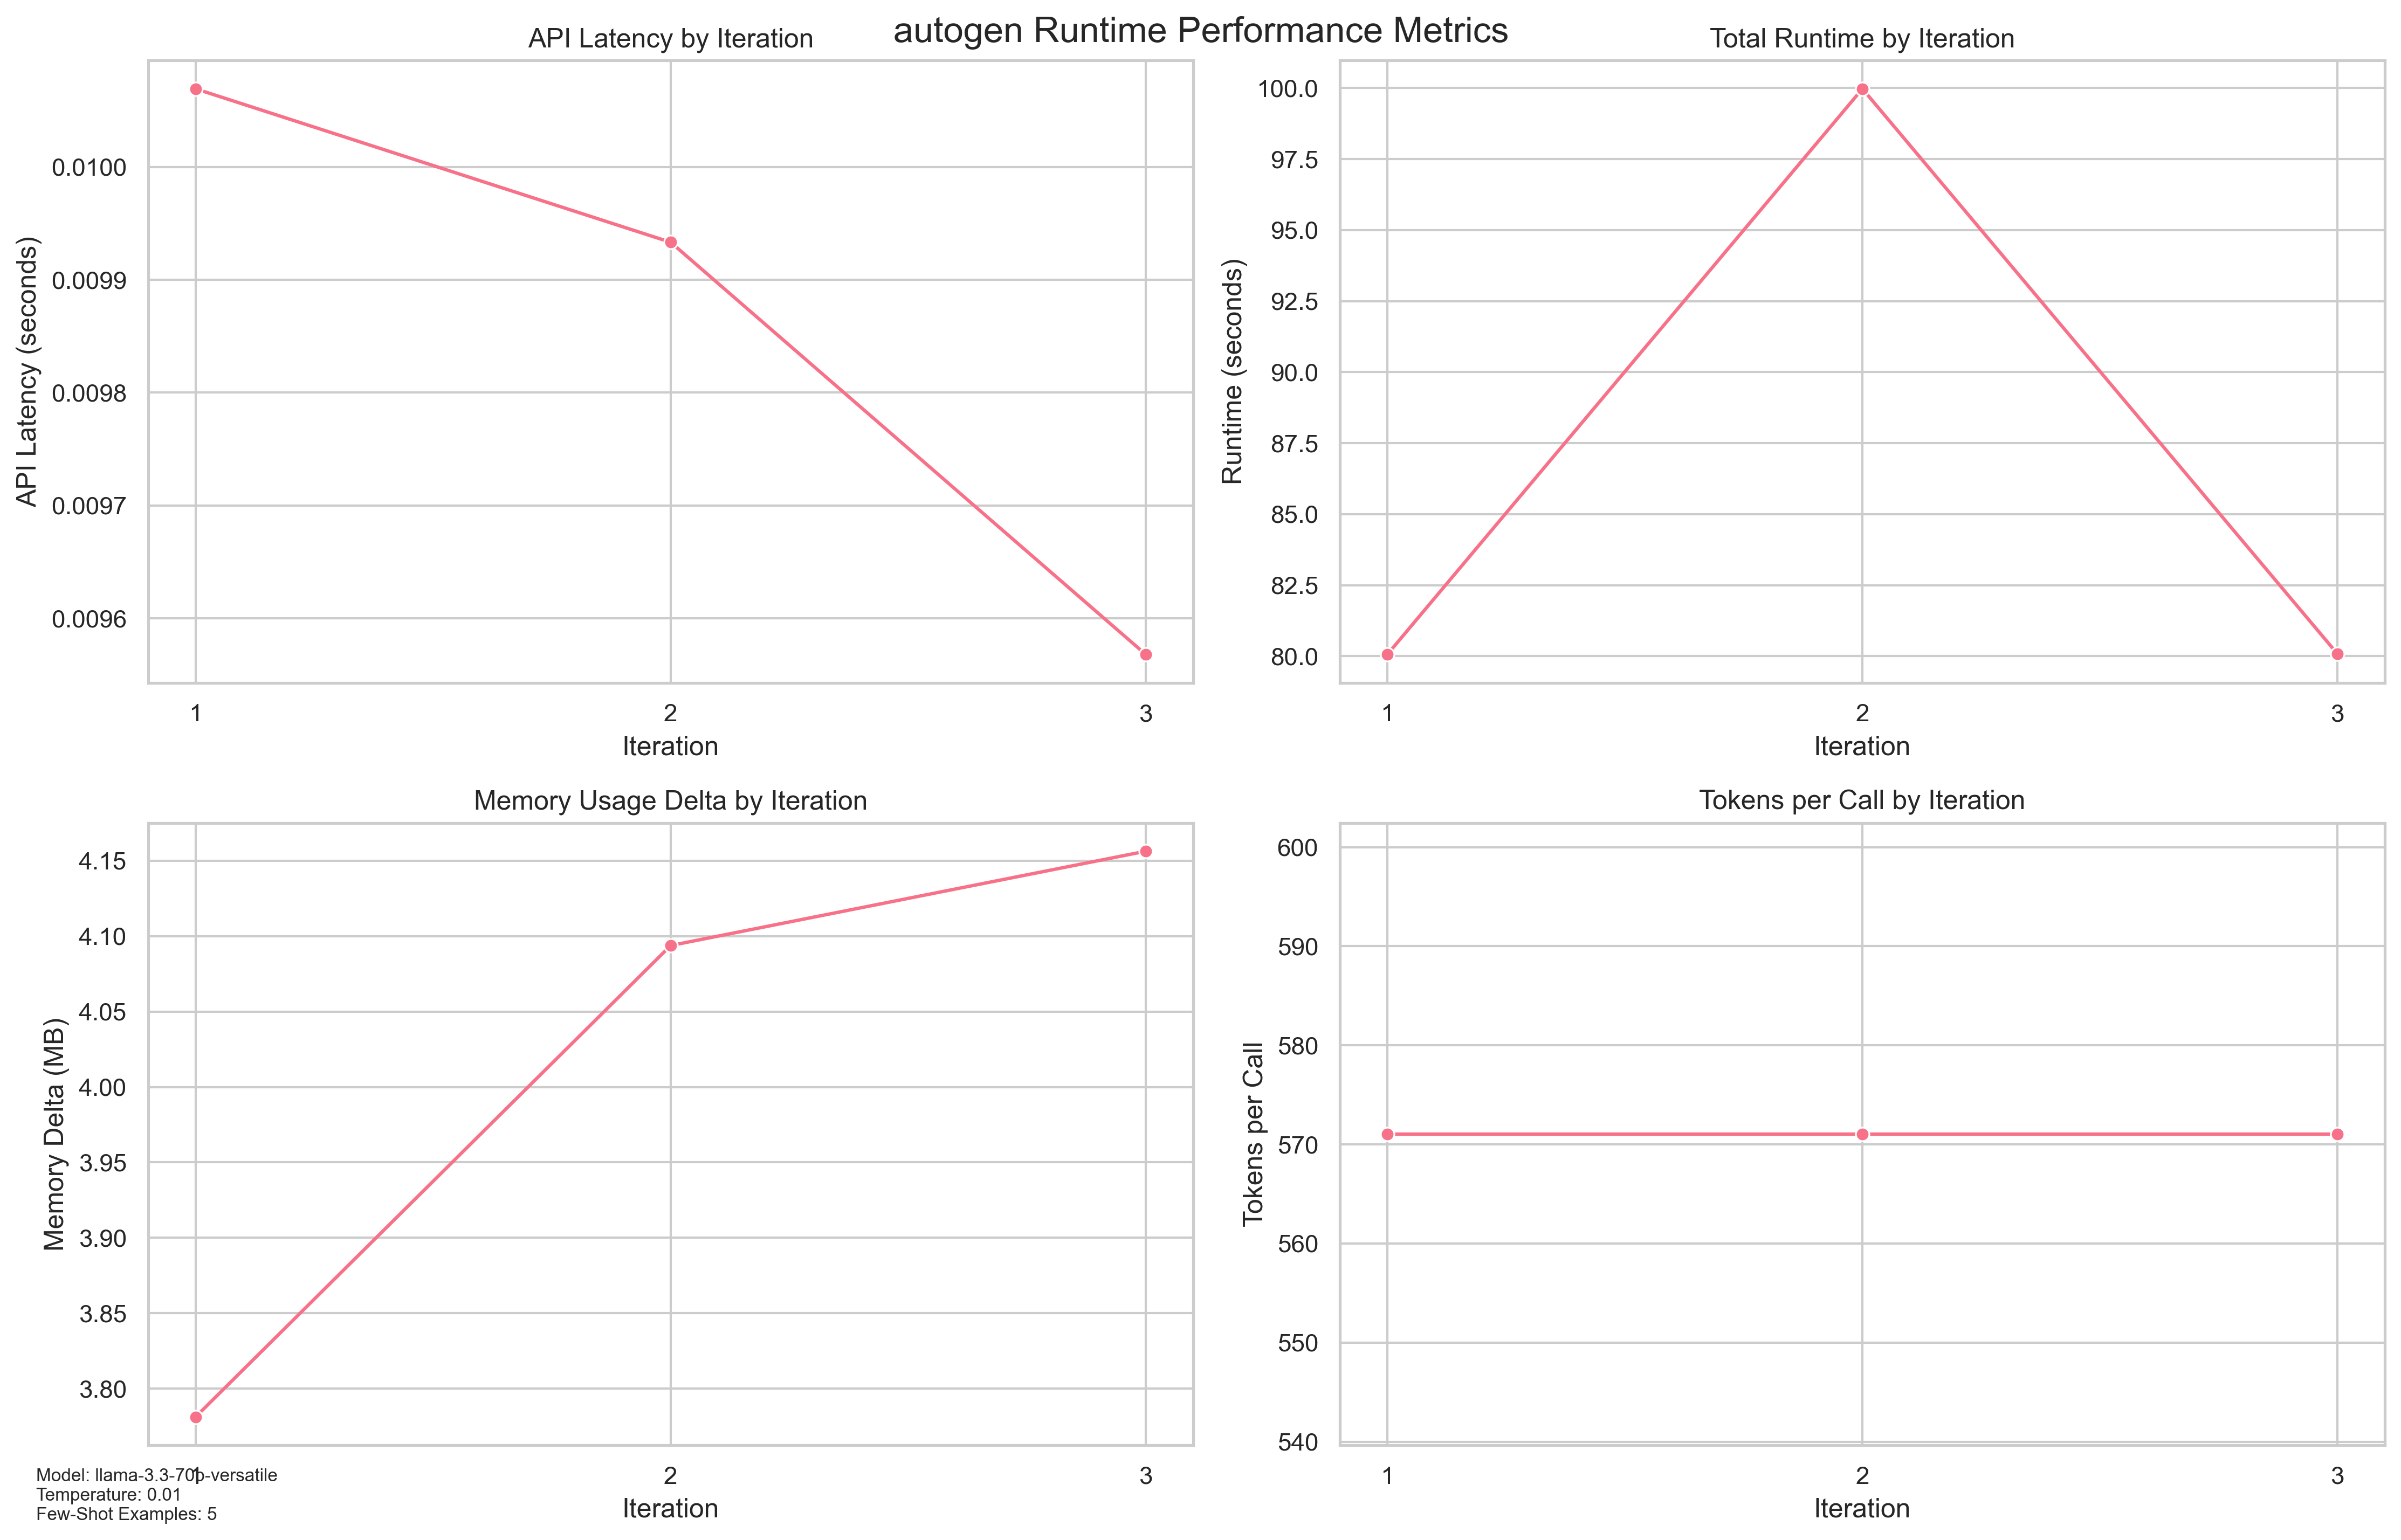 autogen Runtime Performance Metrics
API Latency by Iteration
API Latency (seconds)
0.0100
0.0099
0.0098
0.0097
0.0096
1 2 3
Iteration
Total Runtime by Iteration
Runtime (seconds)
100.0
97.5
95.0
92.5
90.0
87.5
85.0
82.5
80.0
1 2 3
Iteration
Memory Usage Delta by Iteration
Memory Delta (MB)
4.15
4.10
4.05
4.00
3.95
3.90
3.85
3.80
1 2 3
Iteration
Tokens per Call by Iteration
Tokens per Call
600
590
580
570
560
550
540
1 2 3
Iteration
Model: llama-3.3-70b-versatile
Temperature: 0.01
Few-Shot Examples: 5